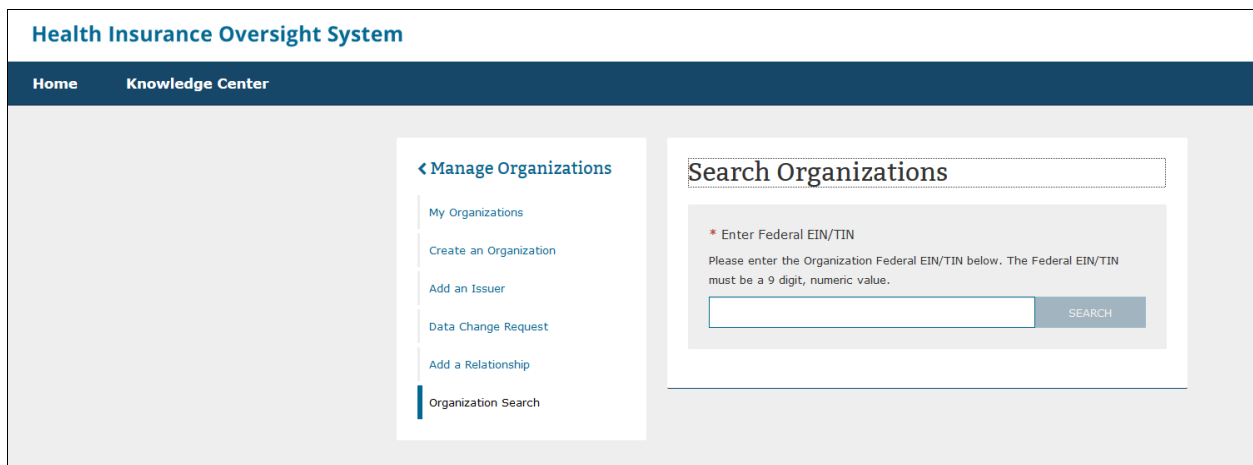 Health Insurance Oversight System
Home Knowledge Center
Manage Organizations
My Organizations
Create an Organization
Add an Issuer
Data Change Request
Add a Relationship
Organization Search
Search Organizations
* Enter Federal EIN/TIN
Please enter the Organization Federal EIN/TIN below. The Federal EIN/TIN
must be a 9 digit, numeric value.
SEARCH